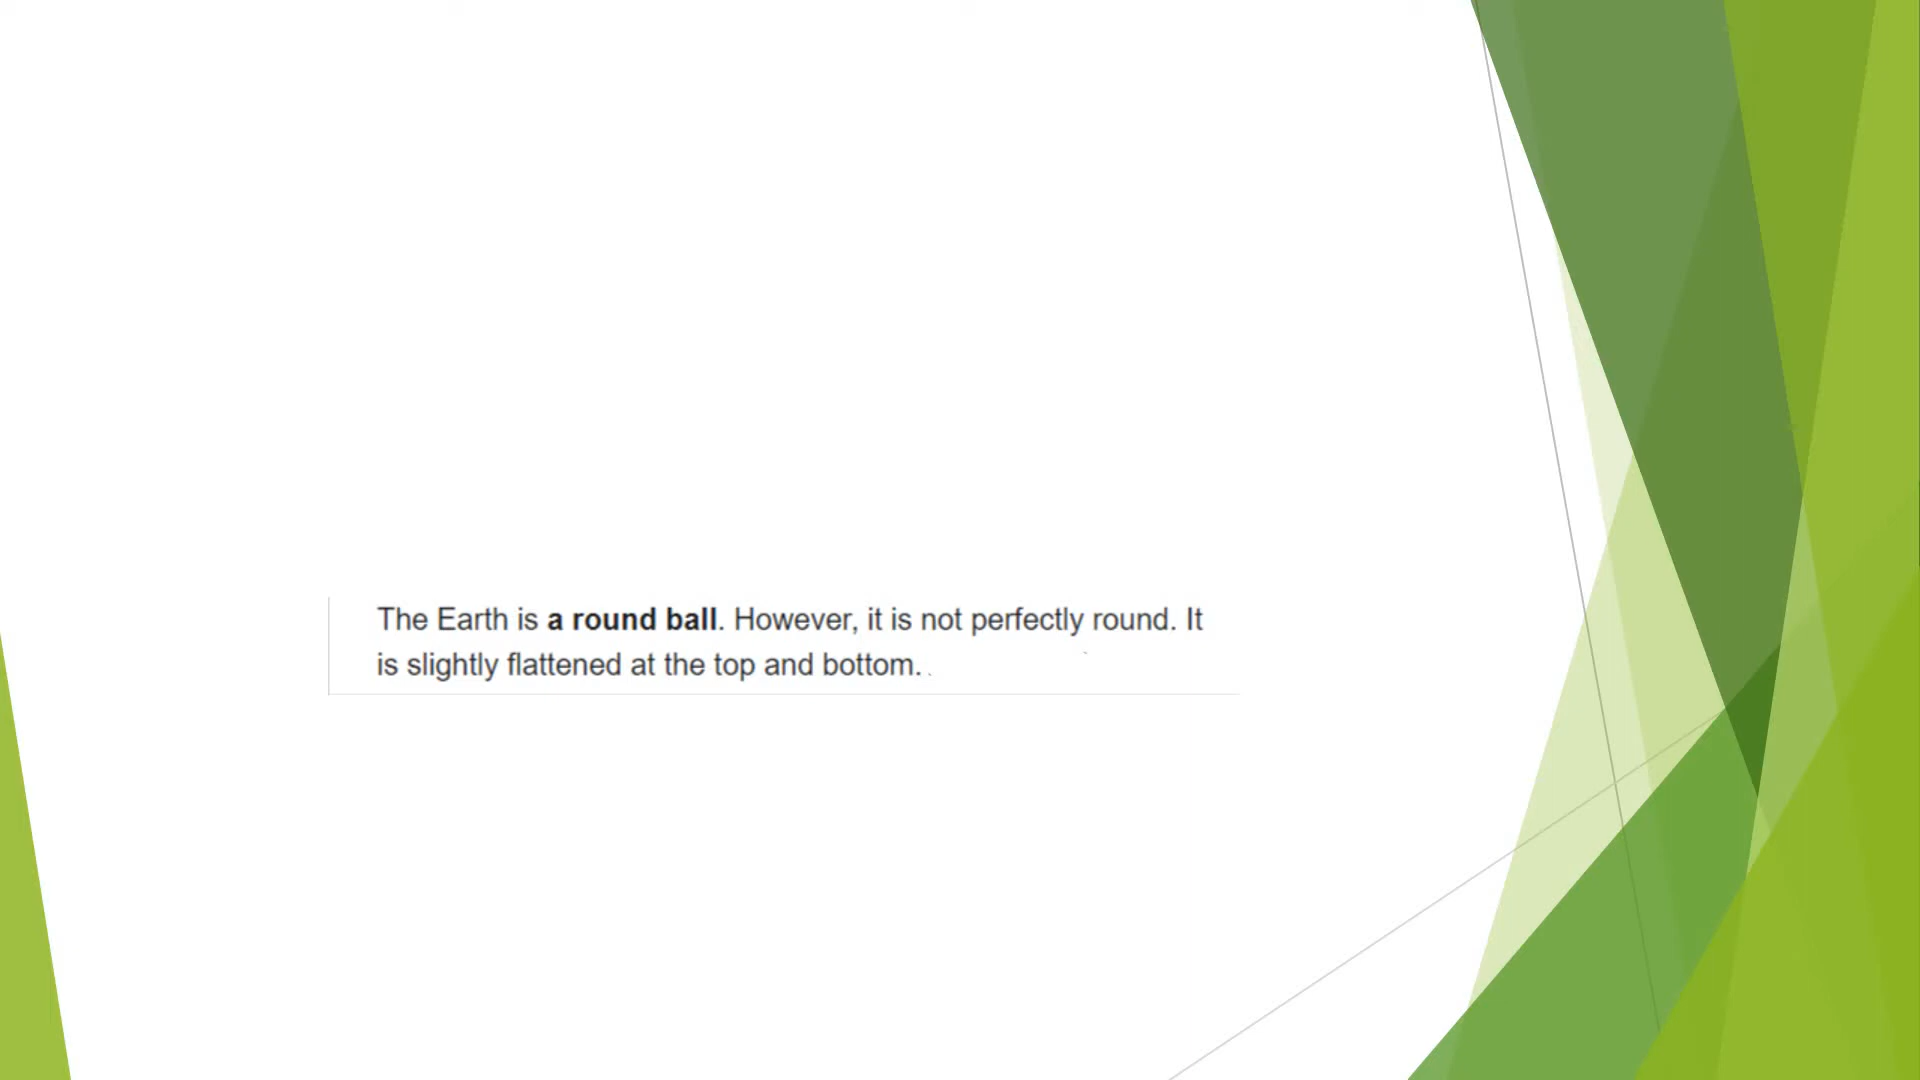 The Earth is a round ball. However, it is not perfectly round. It
is slightly flattened at the top and bottom.